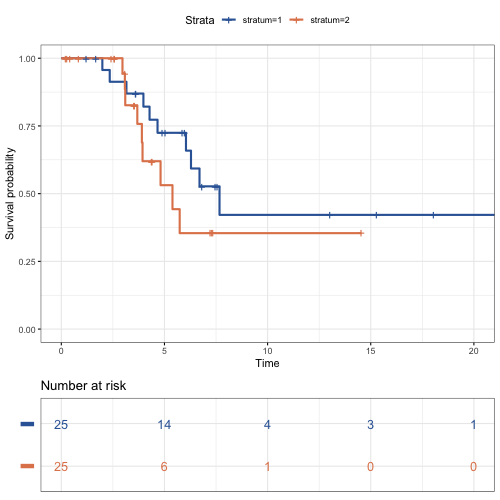 Strata stratum=1 stratum=2
Survival probability
1.00
0.75
0.50
0.25
0.00
0 5 10 15 20
Time
Number at risk
25 14 4 3 1
25 6 1 0 0